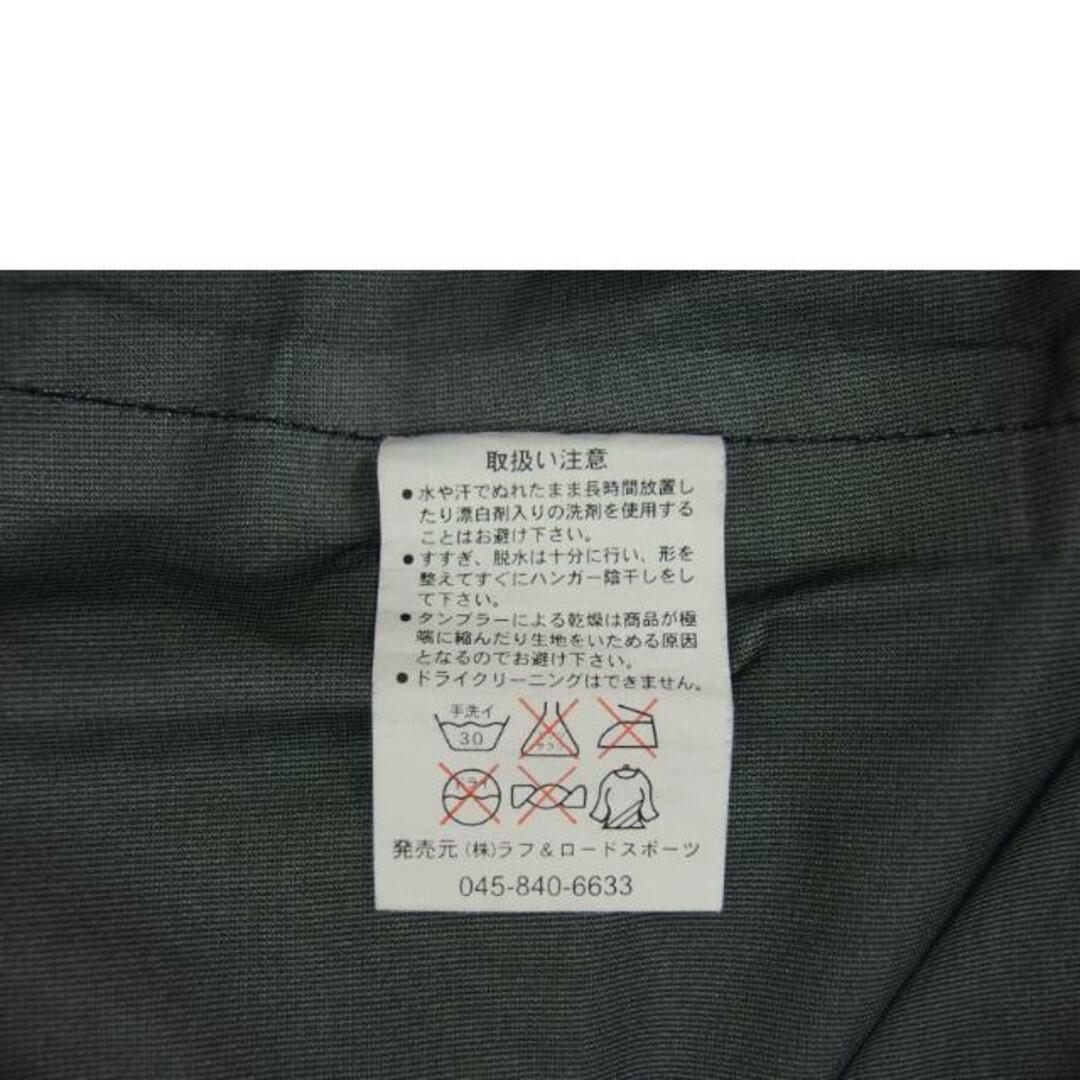 取扱い注意
●水や汗でぬれたまま長時間放置し
たり漂白剤入りの洗剤を使用する
ことはお避け下さい。
●すすぎ、脱水は十分に行い、形を
整えてすぐにハンガー陰干しをし
て下さい。
●タンブラーによる乾燥は商品が極
端に縮んだり生地をいためる原因
となるのでお避け下さい。
●ドライクリーニングはできません。
手洗イ
30
ドライ
発売元(株)ラフ&ロードスポーツ
045-840-6633